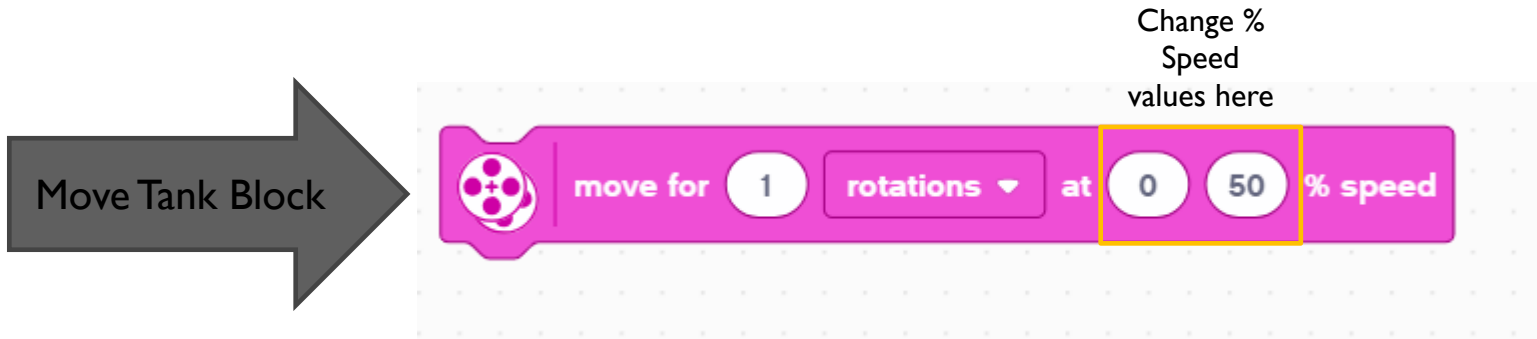 Change %
Speed
values here
Move Tank Block
move for 1 rotations at 0 50 % speed